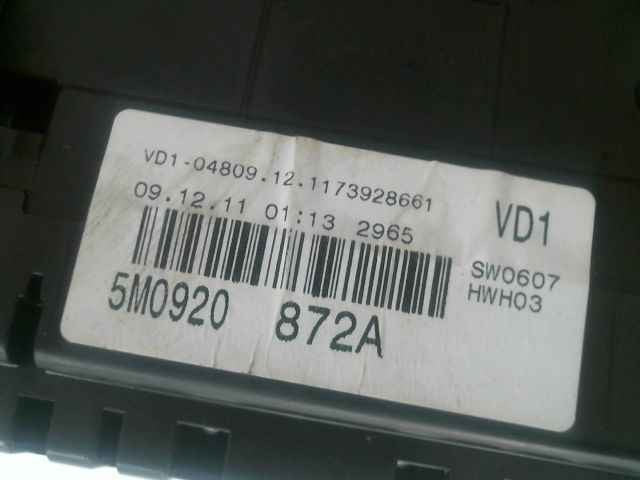 VD1-04809.12.1173928661
09.12.11 01:13 2965
VD1
SW0607
HWH03
5M0920 872A